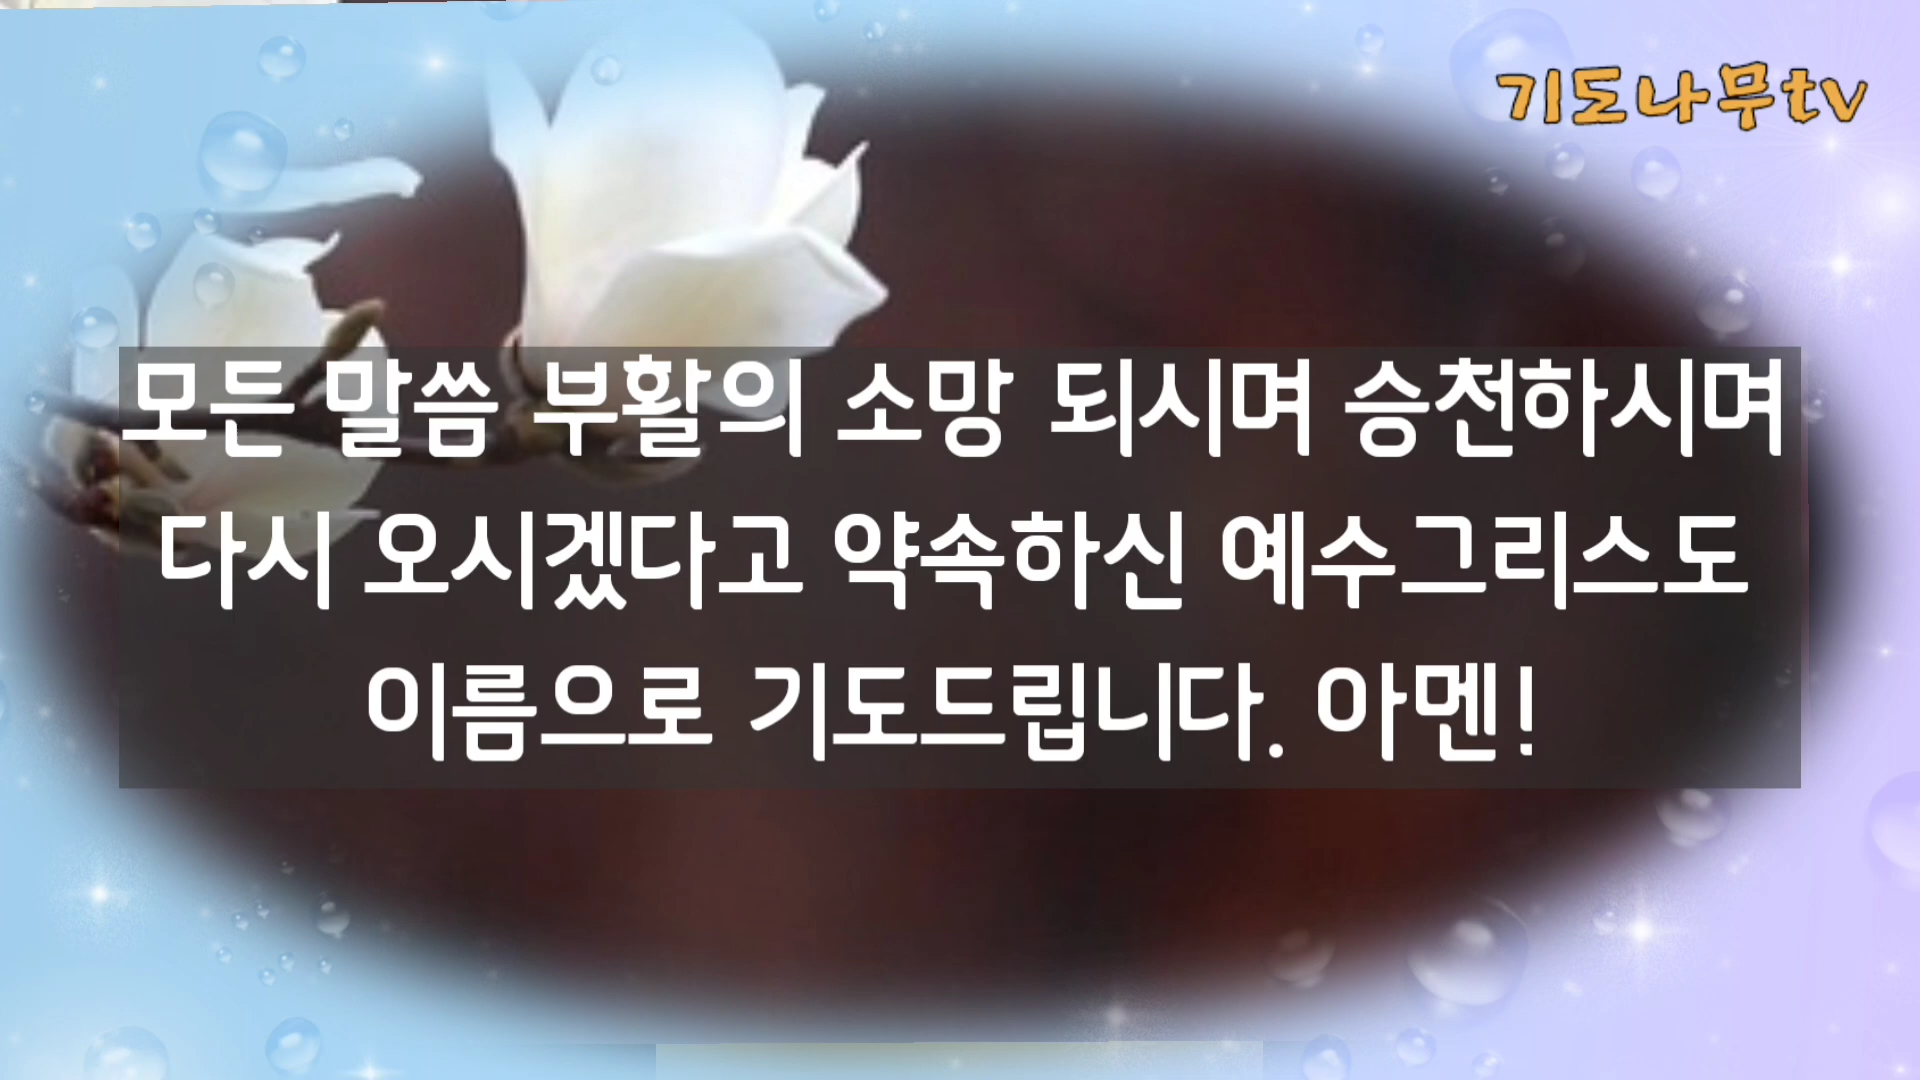 기도나무tv
모든 말씀 부활의 소망 되시며 승천하시며
다시 오시겠다고 약속하신 예수그리스도
이름으로 기도드립니다. 아멘!